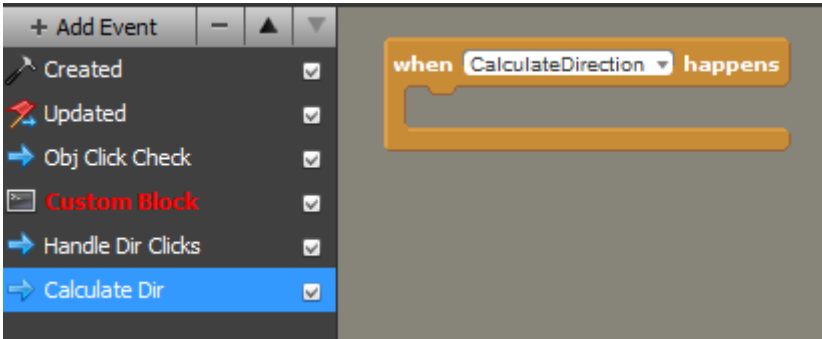 + Add Event
Created
Updated
Obj Click Check
Custom Block
Handle Dir Clicks
Calculate Dir
when CalculateDirection happens